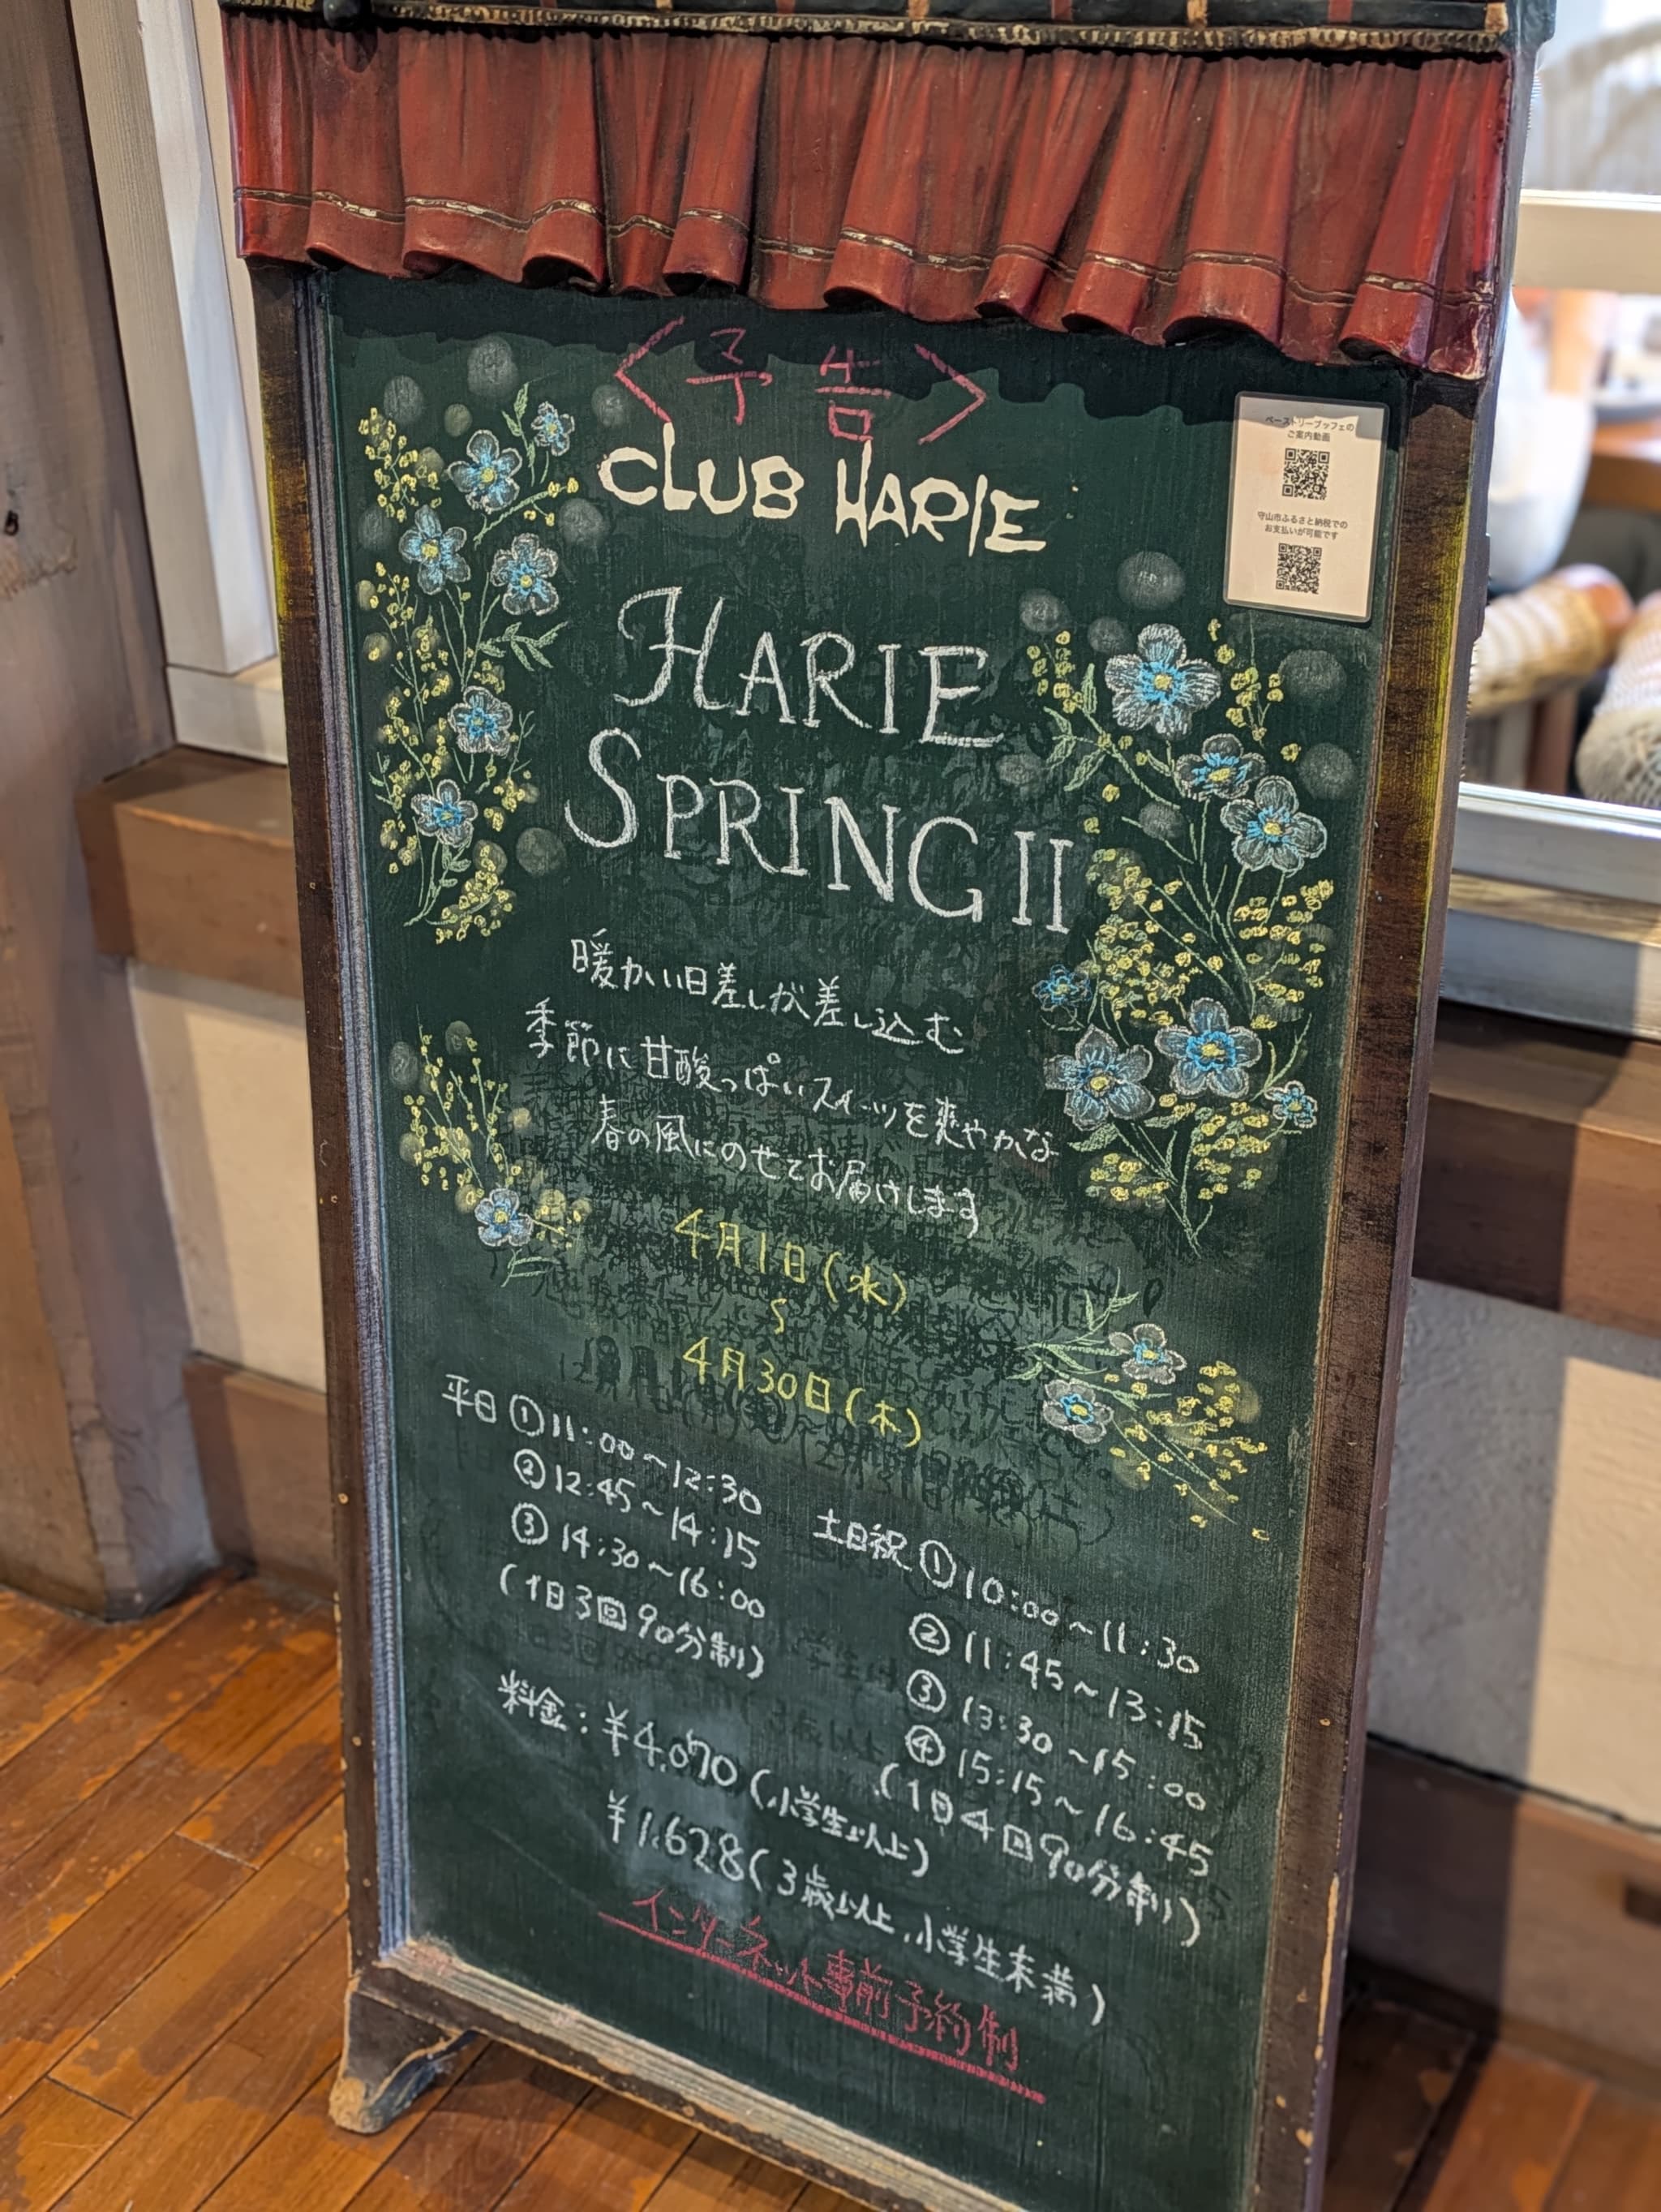 〈予告〉
CLUB HARIE
ペーストリーブッフェの
ご案内動画
守山市ふるさと納税での
お支払いが可能です
HARIE
SPRING II
暖かい日差しが差し込む
季節に甘酸っぱいスイーツを爽やかな
春の風にのせてお届けします
4月1日(水)
〜
4月30日(木)
平日 ①11:00〜12:30
②12:45〜14:15
③14:30〜16:00
(1日3回90分制)
土日祝 ①10:00〜11:30
②11:45〜13:15
③13:30〜15:00
④15:15〜16:45
(1日4回90分制)
料金:¥4,070(小学生以上)
¥1,628(3歳以上、小学生未満)
インターネット事前予約制